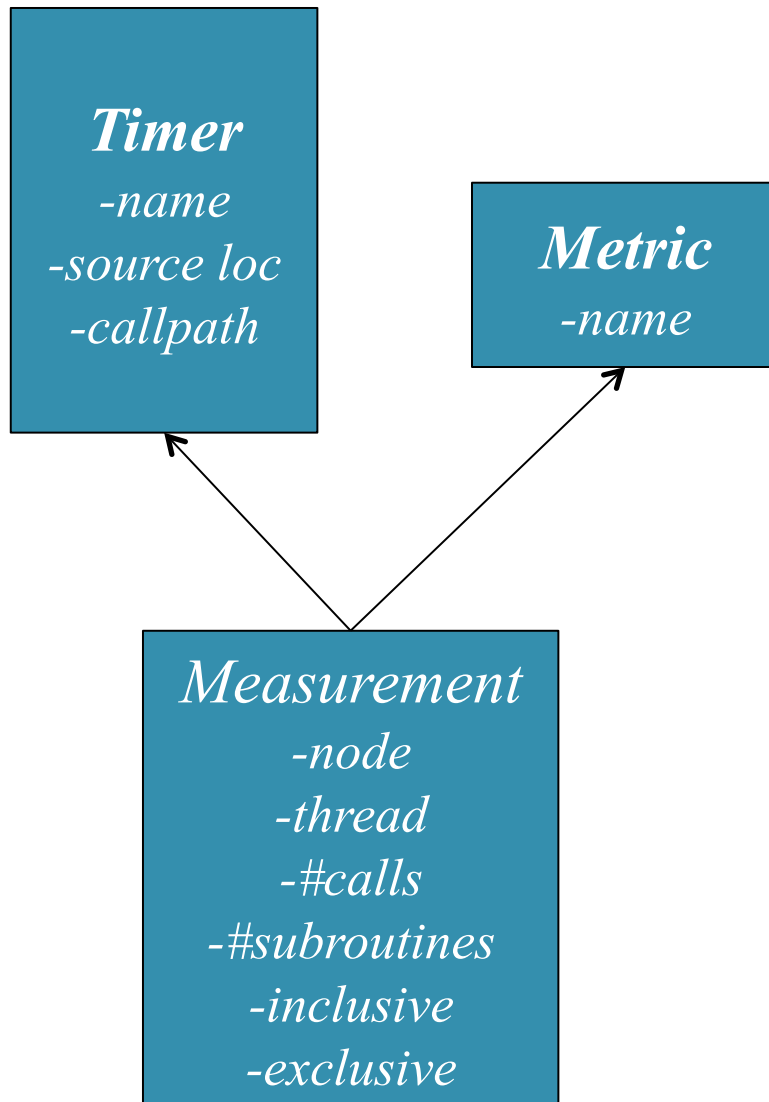 Timer
-name
-source loc
-callpath
Metric
-name
Measurement
-node
-thread
-#calls
-#subroutines
-inclusive
-exclusive